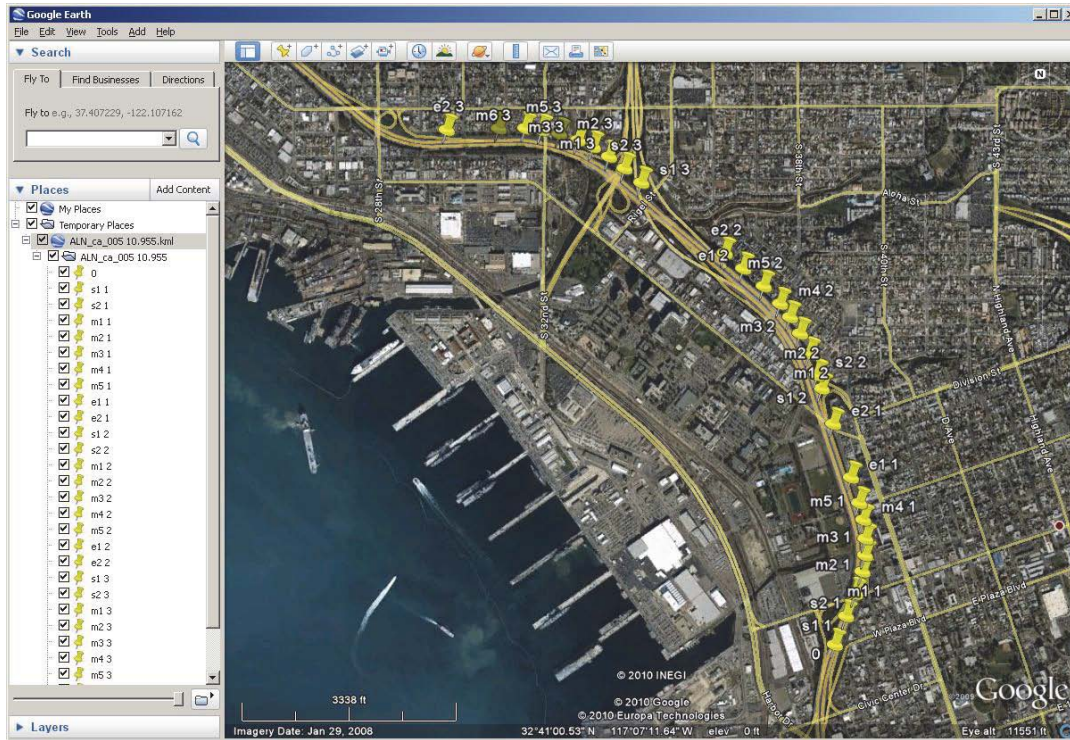 Google Earth
File Edit View Tools Add Help
Search
Fly To Find Businesses Directions
Fly to e.g., 37.407229, -122.107162
Places Add Content
My Places
Temporary Places
ALN_ca_005 10.955.kml
ALN_ca_005 10.955
0
s1 1
s2 1
m1 1
m2 1
m3 1
m4 1
m5 1
e1 1
e2 1
s1 2
s2 2
m1 2
m2 2
m3 2
m4 2
m5 2
e1 2
e2 2
s1 3
s2 3
m1 3
m2 3
m3 3
m4 3
m5 3
Layers
N
e2 3
m6 3
m5 3
m3 3
m2 3
m1 3
s2 3
s1 3
S 43rd St
S 38th St
S 28th St
Rigel St
Aloha St
e2 2
e1 2
m5 2
S 40th St
N Highland Ave
m4 2
S 32nd St
m3 2
m2 2
s2 2
m1 2
s1 2
Division St
e2 1
D Ave
Highland Ave
e1 1
m5 1
m4 1
m3 1
m2 1
m1 1
E Plaza Blvd
s2 1
s1 1
W Plaza Blvd
0
Civic Center Dr
Harbor Dr
© 2010 INEGI
© 2010 Google
© 2010 Europa Technologies
Google
3338 ft
Imagery Date: Jan 29, 2008
32°41'00.53" N 117°07'11.64" W elev 0 ft
Eye alt 11551 ft